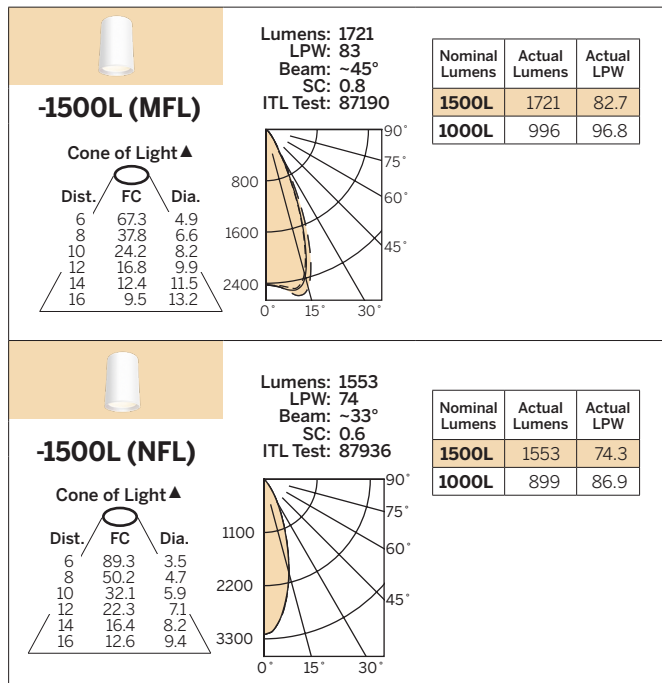 -1500L (MFL)
Cone of Light▲
Dist. FC Dia.
6 67.3 4.9
8 37.8 6.6
10 24.2 8.2
12 16.8 9.9
14 12.4 11.5
16 9.5 13.2
Lumens: 1721
LPW: 83
Beam: ~45°
SC: 0.8
ITL Test: 87190
90°
75°
60°
45°
800
1600
2400
0° 15° 30°
Nominal Lumens Actual Lumens Actual LPW
1500L 1721 82.7
1000L 996 96.8
-1500L (NFL)
Cone of Light▲
Dist. FC Dia.
6 89.3 3.5
8 50.2 4.7
10 32.1 5.9
12 22.3 7.1
14 16.4 8.2
16 12.6 9.4
Lumens: 1553
LPW: 74
Beam: ~33°
SC: 0.6
ITL Test: 87936
90°
75°
60°
45°
1100
2200
3300
0° 15° 30°
Nominal Lumens Actual Lumens Actual LPW
1500L 1553 74.3
1000L 899 86.9